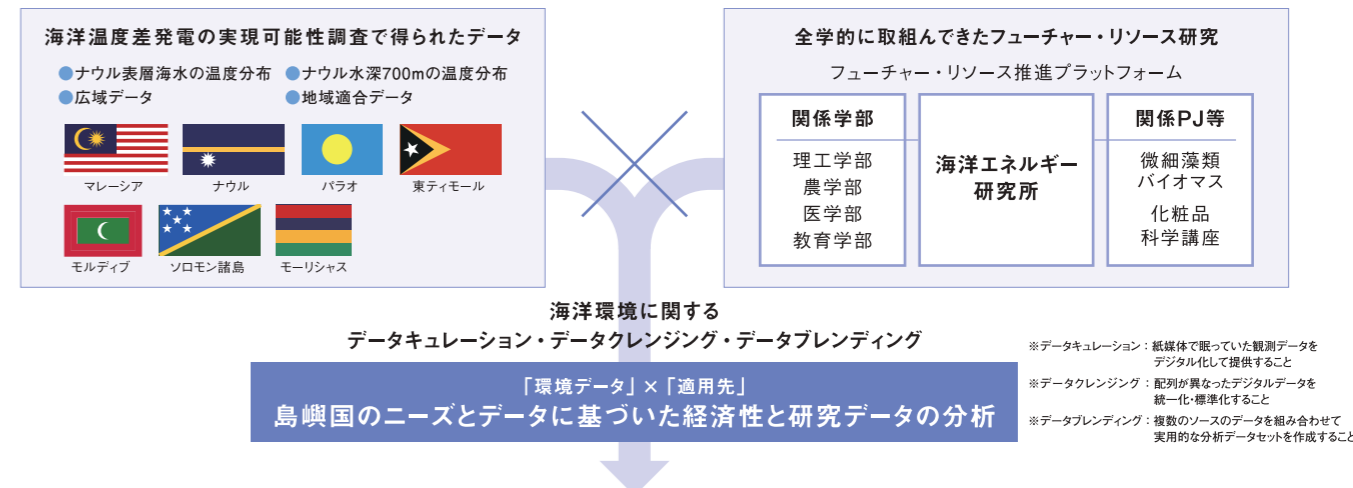 海洋温度差発電の実現可能性調査で得られたデータ
●ナウル表層海水の温度分布 ●ナウル水深700mの温度分布
●広域データ ●地域適合データ
マレーシア ナウル パラオ 東ティモール
モルディブ ソロモン諸島 モーリシャス
全学的に取組んできたフューチャー・リソース研究
フューチャー・リソース推進プラットフォーム
関係学部
理工学部
農学部
医学部
教育学部
海洋エネルギー
研究所
関係PJ等
微細藻類
バイオマス
化粧品
科学講座
海洋環境に関する
データキュレーション・データクレンジング・データブレンディング
「環境データ」×「適用先」
島嶼国のニーズとデータに基づいた経済性と研究データの分析
※データキュレーション：紙媒体で眠っていた観測データを
デジタル化して提供すること
※データクレンジング：配列が異なったデジタルデータを
統一化・標準化すること
※データブレンディング：複数のソースのデータを組み合わせて
実用的な分析データセットを作成すること